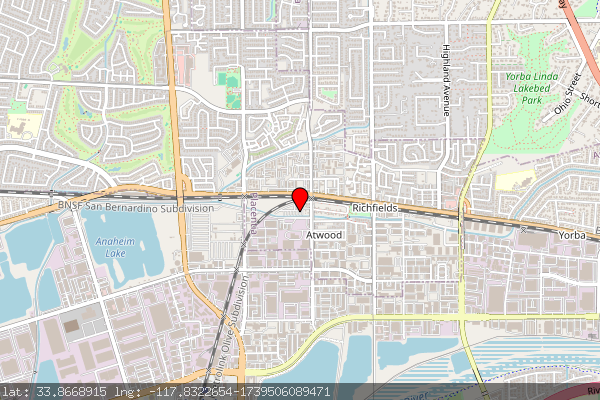 Highland Avenue
Yorba Linda
Lakebed
Park
Ohio Street
Short
BNSF San Bernardino Subdivision
Placentia
Richfields
Anaheim
Lake
Atwood
Yorba
Metrolink Olive Subdivision
lat: 33.8668915 lng: -117.8322654-1739506089471